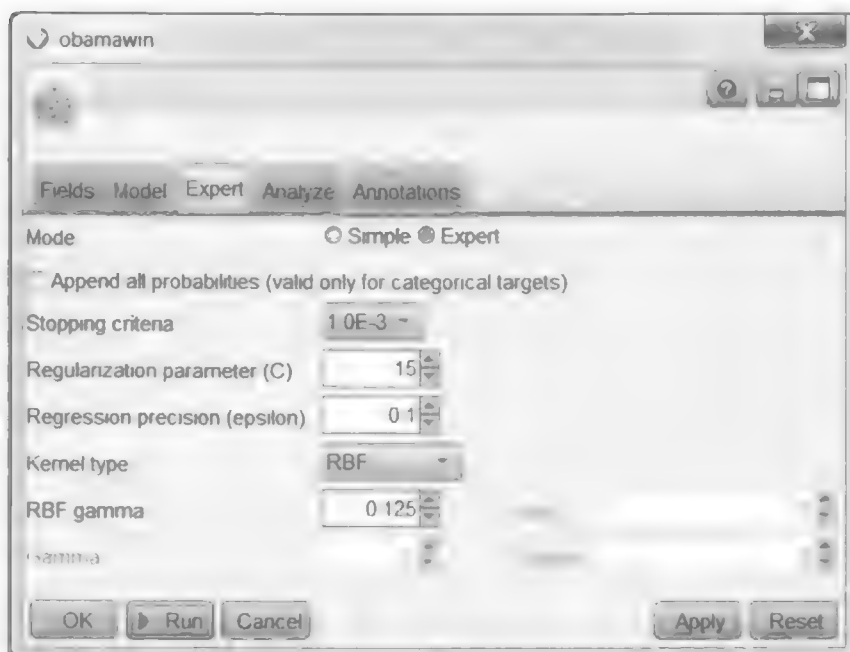 obamawin
Fields Model Expert Analyze Annotations
Mode Simple Expert
Append all probabilities (valid only for categorical targets)
Stopping criteria 1.0E-3
Regularization parameter (C) 15
Regression precision (epsilon) 0.1
Kernel type RBF
RBF gamma 0.125
Gamma
OK Run Cancel Apply Reset